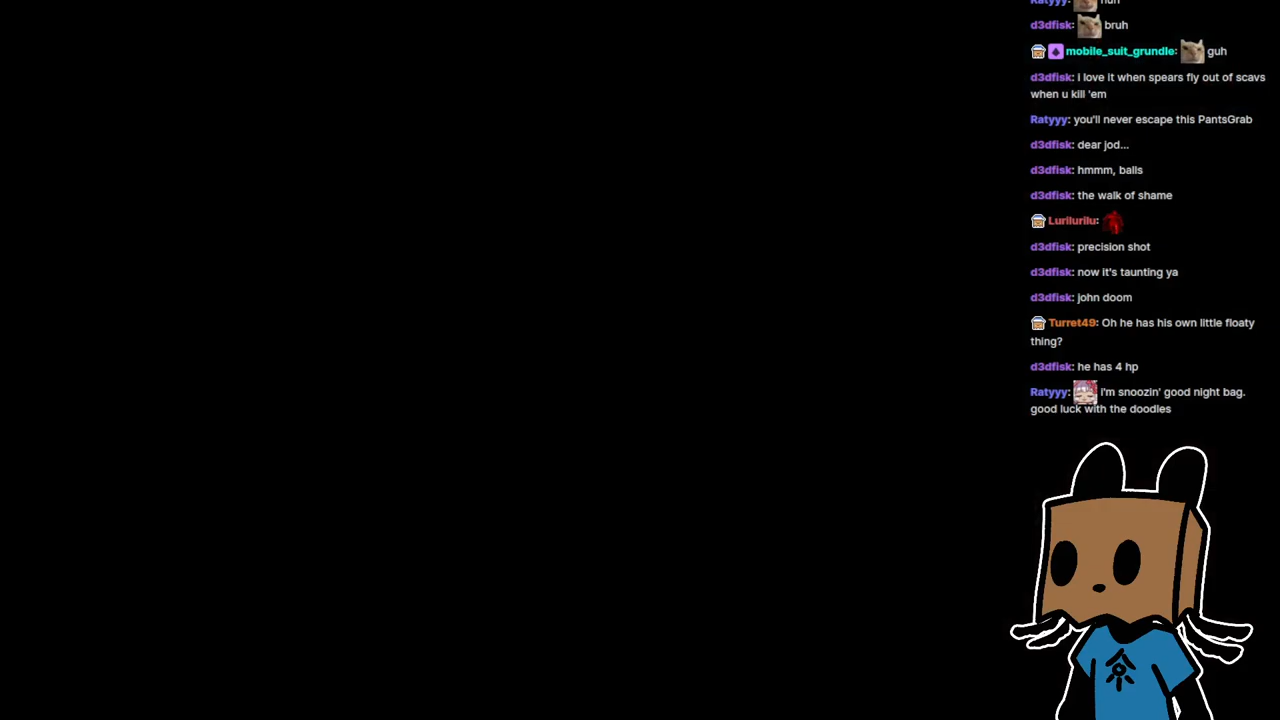 Ratyyy: huh
d3dfisk: bruh
mobile_suit_grundle: guh
d3dfisk: i love it when spears fly out of scavs
when u kill 'em
Ratyyy: you'll never escape this PantsGrab
d3dfisk: dear jod...
d3dfisk: hmmm, balls
d3dfisk: the walk of shame
Lurilurilu:
d3dfisk: precision shot
d3dfisk: now it's taunting ya
d3dfisk: john doom
Turret49: Oh he has his own little floaty
thing?
d3dfisk: he has 4 hp
Ratyyy: i'm snoozin' good night bag.
good luck with the doodles